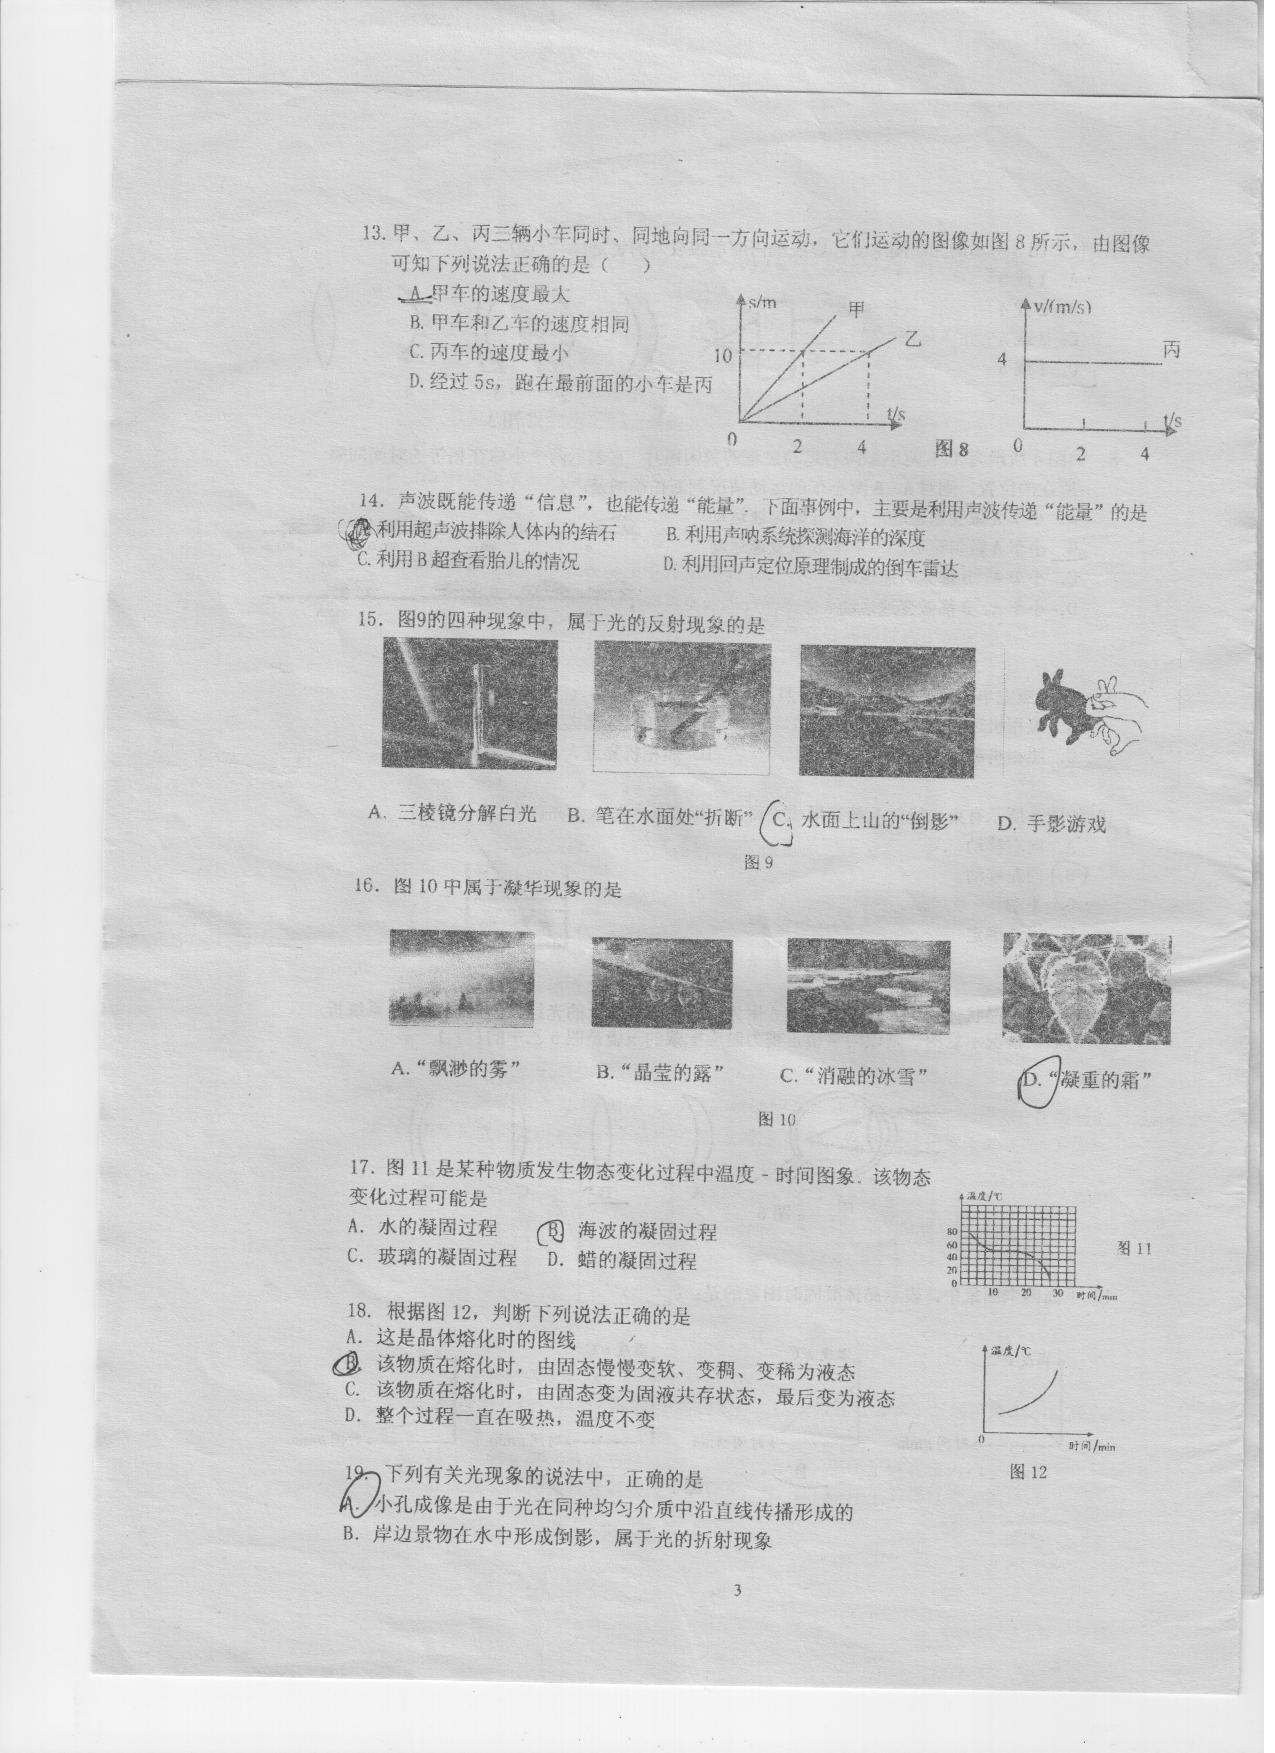 13. 甲、乙、丙三辆小车同时、同地向同一方向运动，它们运动的图像如图 8 所示，由图像
可知下列说法正确的是（  ）
A.甲车的速度最大
B.甲车和乙车的速度相同
C.丙车的速度最小
D.经过 5s，跑在最前面的小车是丙
s/m
甲
乙
10
t/s
0 2 4
图 8
v/(m/s)
4
丙
t/s
0 2 4
14. 声波既能传递“信息”，也能传递“能量”. 下面事例中，主要是利用声波传递“能量”的是
利用超声波排除人体内的结石 B.利用声呐系统探测海洋的深度
C.利用 B 超查看胎儿的情况 D.利用回声定位原理制成的倒车雷达
15. 图9的四种现象中，属于光的反射现象的是
A. 三棱镜分解白光 B. 笔在水面处“折断” C. 水面上山的“倒影” D. 手影游戏
图 9
16. 图 10 中属于凝华现象的是
A.“飘渺的雾” B.“晶莹的露” C.“消融的冰雪” D.“凝重的霜”
图 10
17. 图 11 是某种物质发生物态变化过程中温度 - 时间图象. 该物态
变化过程可能是
A. 水的凝固过程 B. 海波的凝固过程
C. 玻璃的凝固过程 D. 蜡的凝固过程
温度/℃
80
60
40
20
0
10 20 30 时间/min
图 11
18. 根据图 12，判断下列说法正确的是
A. 这是晶体熔化时的图线
B. 该物质在熔化时，由固态慢慢变软、变稠、变稀为液态
C. 该物质在熔化时，由固态变为固液共存状态，最后变为液态
D. 整个过程一直在吸热，温度不变
温度/℃
0
时间/min
图 12
19. 下列有关光现象的说法中，正确的是
A. 小孔成像是由于光在同种均匀介质中沿直线传播形成的
B. 岸边景物在水中形成倒影，属于光的折射现象
3